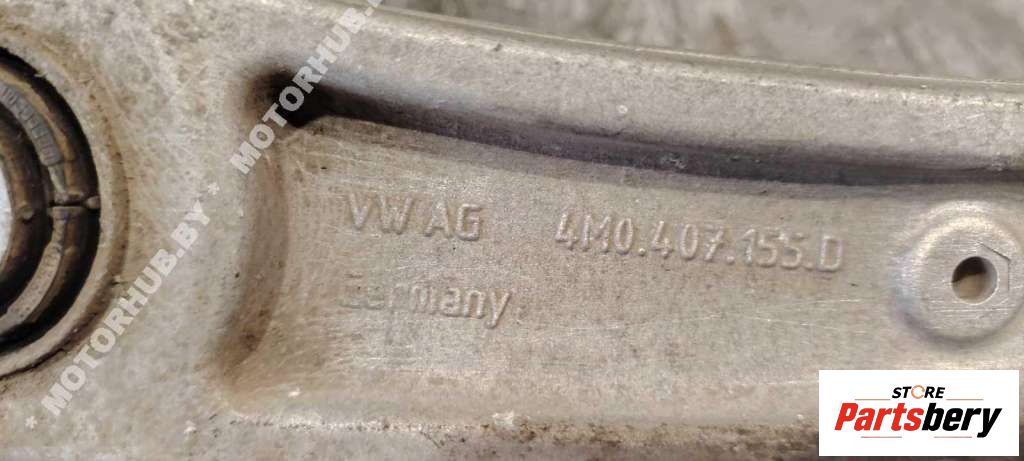 MOTORHUB.BY * MOTORHUB.BY
VW AG 4M0.407.155.D
Germany
STORE
Partsbery